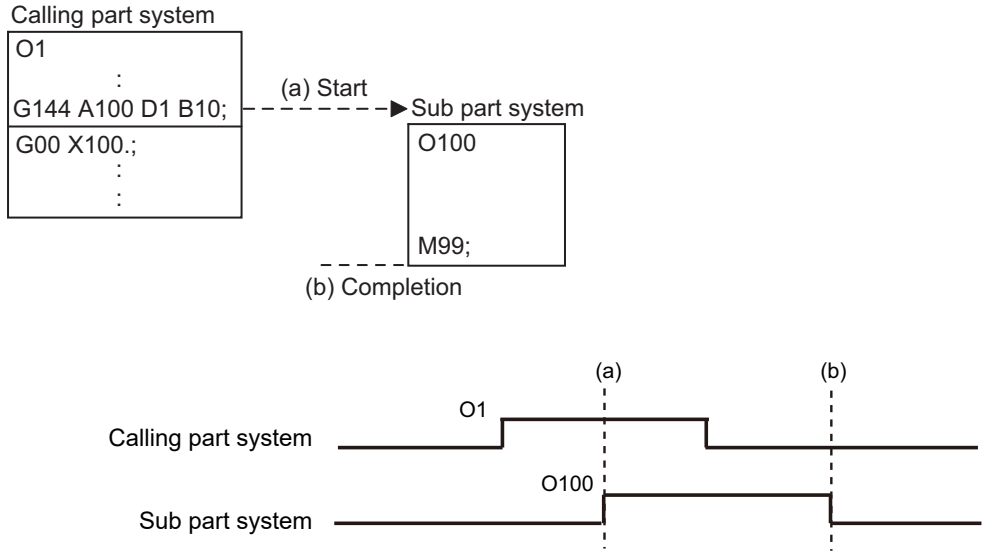 Calling part system
O1
:
G144 A100 D1 B10;
G00 X100.;
:
:
(a) Start
Sub part system
O100
M99;
(b) Completion
(a)
(b)
O1
Calling part system
O100
Sub part system